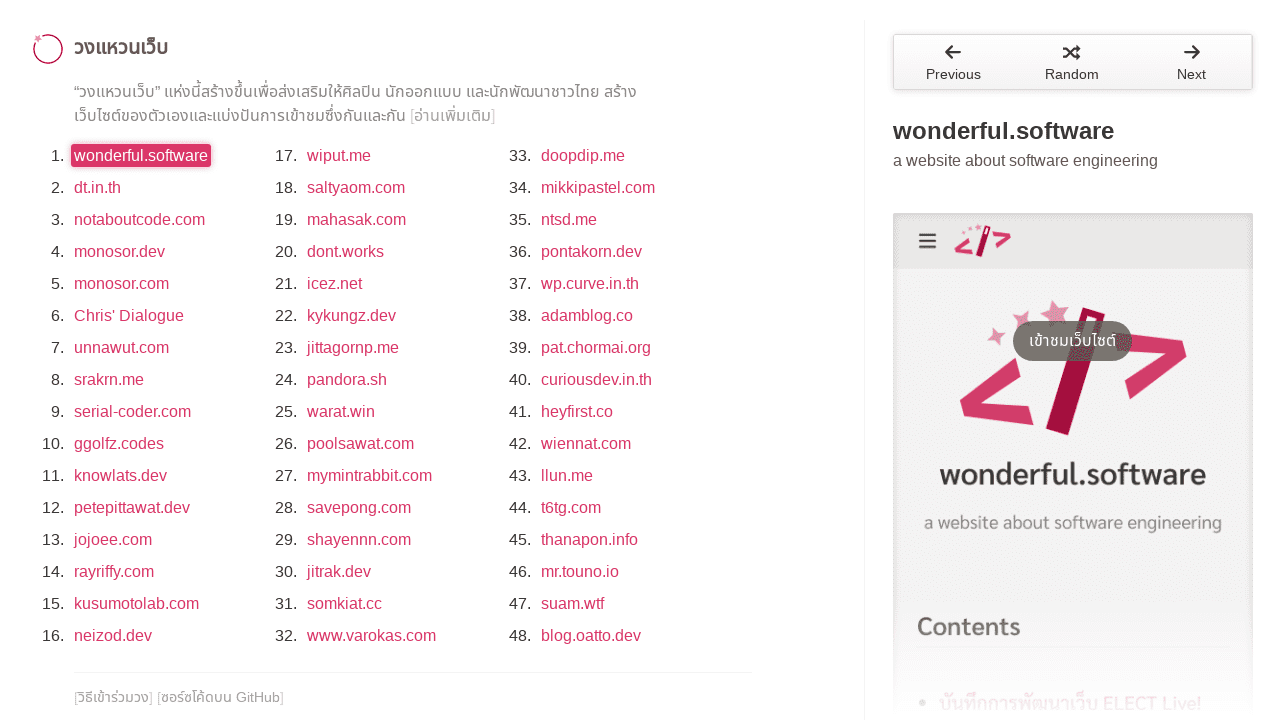 วงแหวนเว็บ
“วงแหวนเว็บ” แห่งนี้สร้างขึ้นเพื่อส่งเสริมให้ศิลปิน นักออกแบบ และนักพัฒนาชาวไทย สร้าง
เว็บไซต์ของตัวเองและแบ่งปันการเข้าชมซึ่งกันและกัน [อ่านเพิ่มเติม]
1. wonderful.software
2. dt.in.th
3. notaboutcode.com
4. monosor.dev
5. monosor.com
6. Chris' Dialogue
7. unnawut.com
8. srakrn.me
9. serial-coder.com
10. ggolfz.codes
11. knowlats.dev
12. petepittawat.dev
13. jojoee.com
14. rayriffy.com
15. kusumotolab.com
16. neizod.dev
17. wiput.me
18. saltyaom.com
19. mahasak.com
20. dont.works
21. icez.net
22. kykungz.dev
23. jittagornp.me
24. pandora.sh
25. warat.win
26. poolsawat.com
27. mymintrabbit.com
28. savepong.com
29. shayennn.com
30. jitrak.dev
31. somkiat.cc
32. www.varokas.com
33. doopdip.me
34. mikkipastel.com
35. ntsd.me
36. pontakorn.dev
37. wp.curve.in.th
38. adamblog.co
39. pat.chormai.org
40. curiousdev.in.th
41. heyfirst.co
42. wiennat.com
43. llun.me
44. t6tg.com
45. thanapon.info
46. mr.touno.io
47. suam.wtf
48. blog.oatto.dev
[วิธีเข้าร่วมวง] [ซอร์ซโค้ดบน GitHub]
Previous Random Next
wonderful.software
a website about software engineering
เข้าชมเว็บไซต์
wonderful.software
a website about software engineering
Contents
• บันทึกการพัฒนาเว็บ ELECT Live!